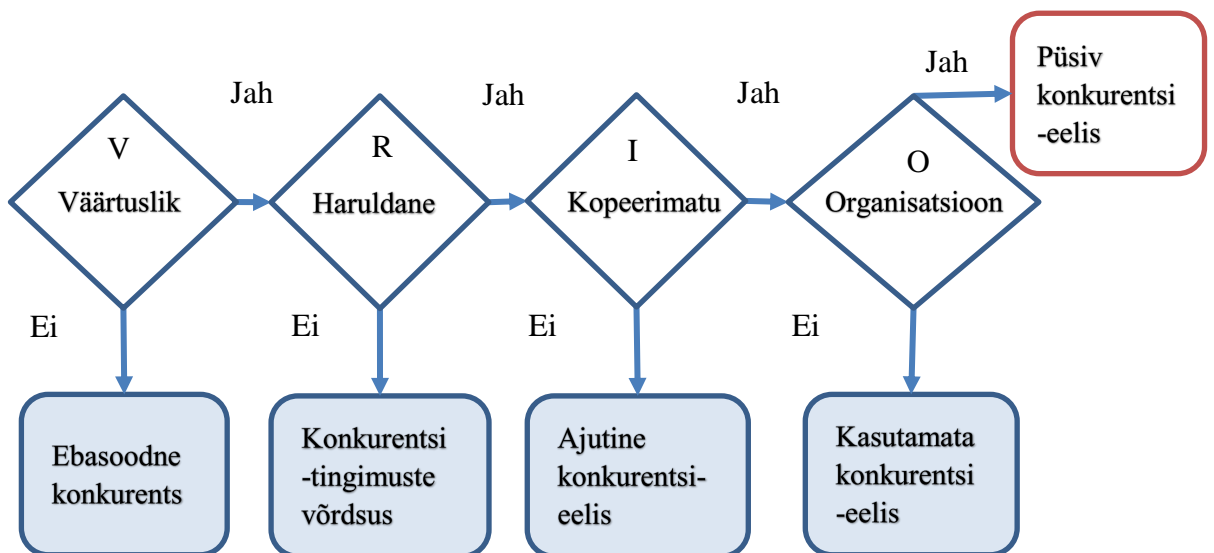 Jah
Jah
Jah
Jah
Püsiv
konkurentsi
-eelis
V
Väärtuslik
R
Haruldane
I
Kopeerimatu
O
Organisatsioon
Ei
Ei
Ei
Ei
Ebasoodne
konkurents
Konkurentsi
-tingimuste
võrdsus
Ajutine
konkurentsi-
eelis
Kasutamata
konkurentsi
-eelis